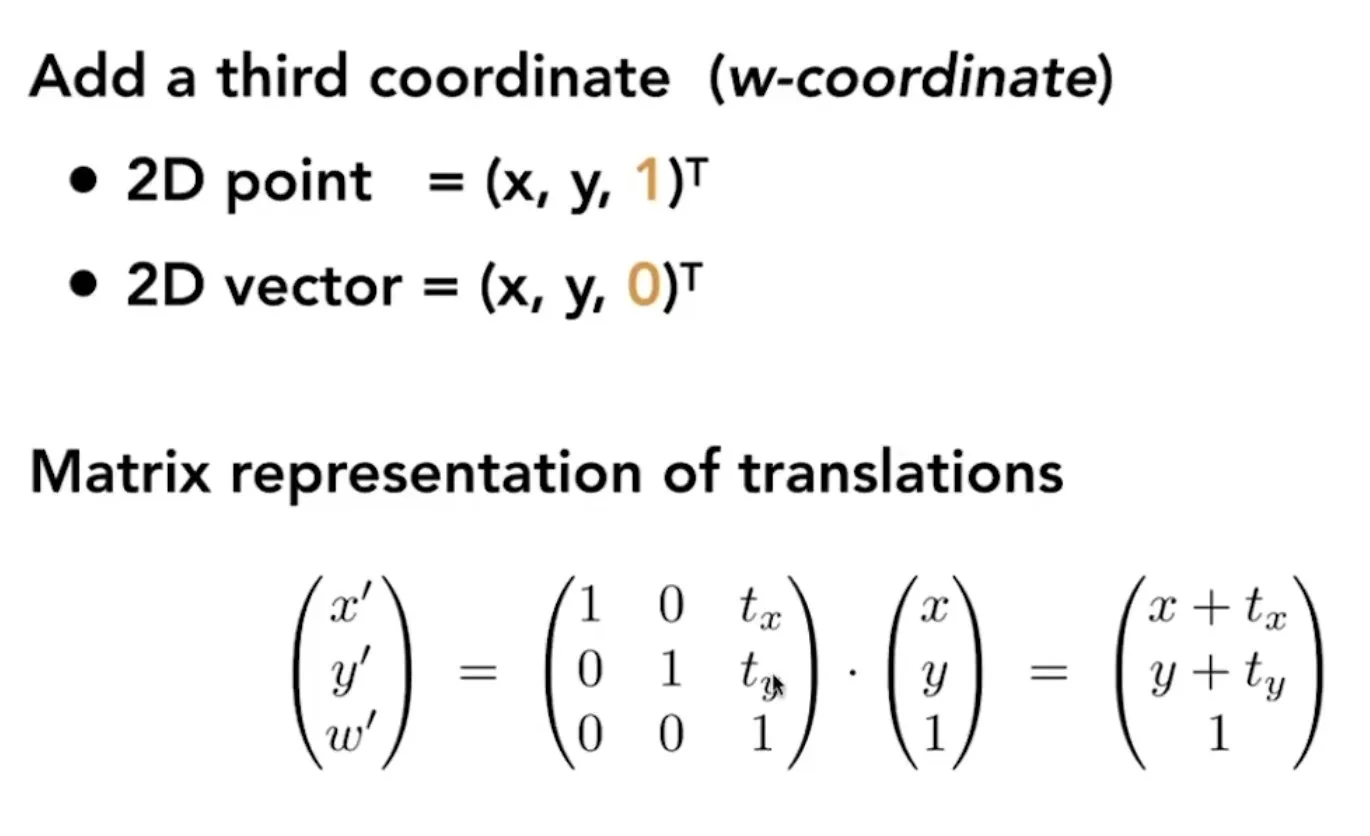 Add a third coordinate (w-coordinate)
• 2D point = (x, y, 1)ᵀ
• 2D vector = (x, y, 0)ᵀ
Matrix representation of translations
x′ 1 0 tₓ x x + tₓ
y′ = 0 1 t_y · y = y + t_y
w′ 0 0 1 1 1